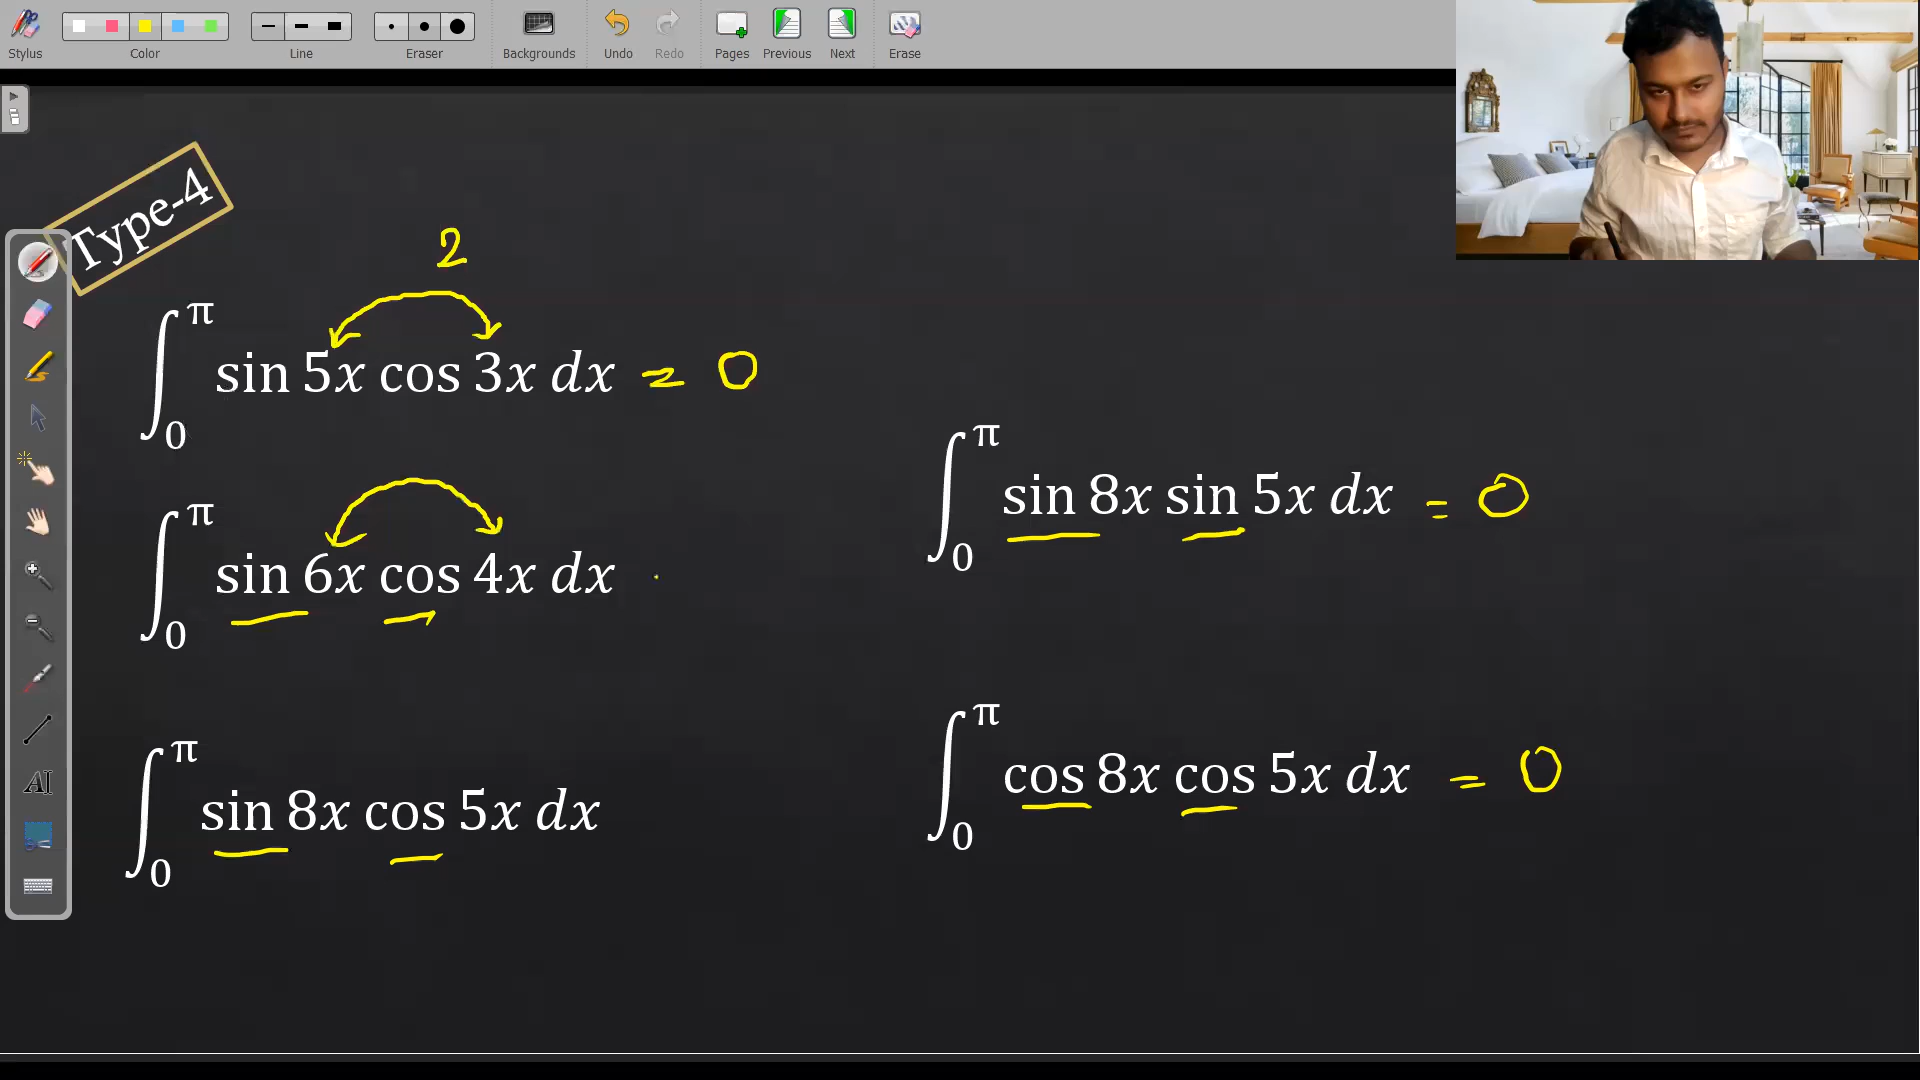 Stylus Color Line Eraser Backgrounds Undo Redo Pages Previous Next Erase
Type-4
2
∫₀^π sin 5x cos 3x dx = 0
∫₀^π sin 6x cos 4x dx
∫₀^π sin 8x cos 5x dx
∫₀^π sin 8x sin 5x dx = 0
∫₀^π cos 8x cos 5x dx = 0
AI